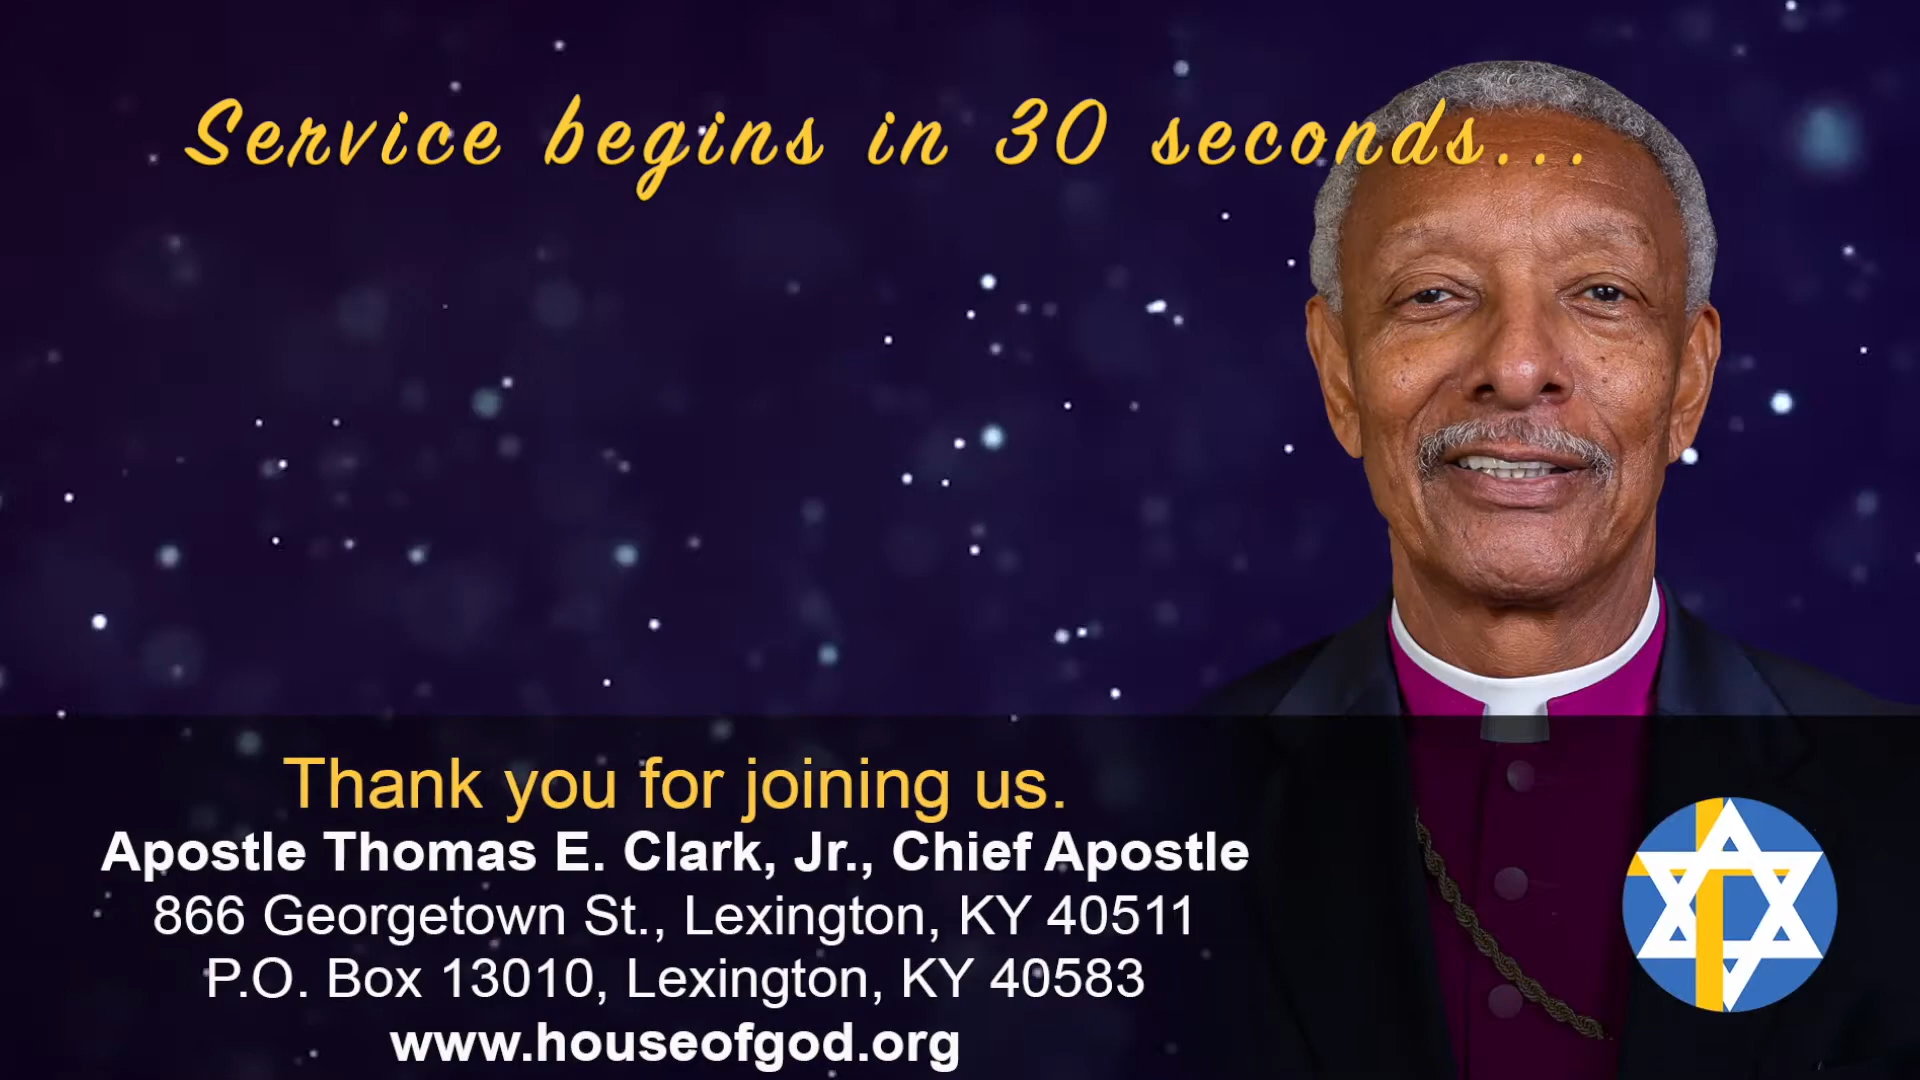 Service begins in 30 seconds...
Thank you for joining us.
Apostle Thomas E. Clark, Jr., Chief Apostle
866 Georgetown St., Lexington, KY 40511
P.O. Box 13010, Lexington, KY 40583
www.houseofgod.org